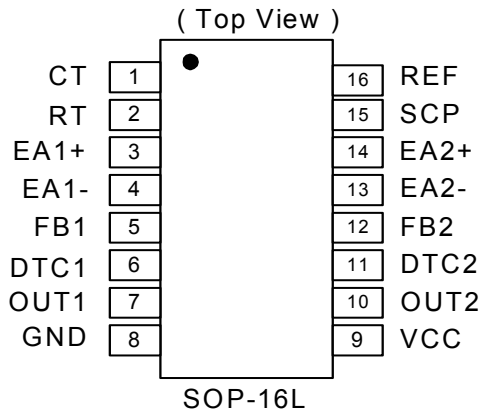 ( Top View )
CT 1 16 REF
RT 2 15 SCP
EA1+ 3 14 EA2+
EA1- 4 13 EA2-
FB1 5 12 FB2
DTC1 6 11 DTC2
OUT1 7 10 OUT2
GND 8 9 VCC
SOP-16L